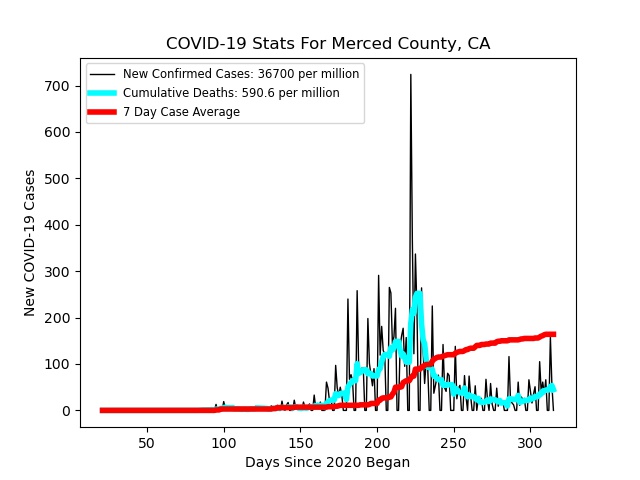 COVID-19 Stats For Merced County, CA
New Confirmed Cases: 36700 per million
Cumulative Deaths: 590.6 per million
7 Day Case Average
700
600
500
400
300
200
100
0
New COVID-19 Cases
50 100 150 200 250 300
Days Since 2020 Began